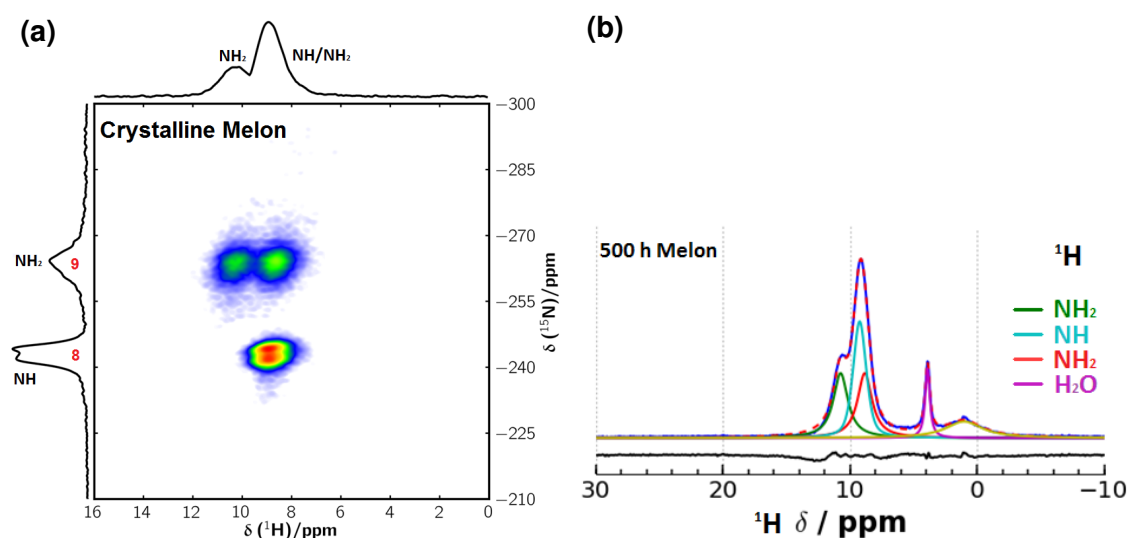 (a)
NH₂
NH/NH₂
Crystalline Melon
−300
−285
−270
−255
−240
−225
−210
δ (¹⁵N)/ppm
NH₂
9
8
NH
16 14 12 10 8 6 4 2 0
δ (¹H)/ppm
(b)
500 h Melon
¹H
NH₂
NH
NH₂
H₂O
30 20 10 0 −10
¹H δ / ppm